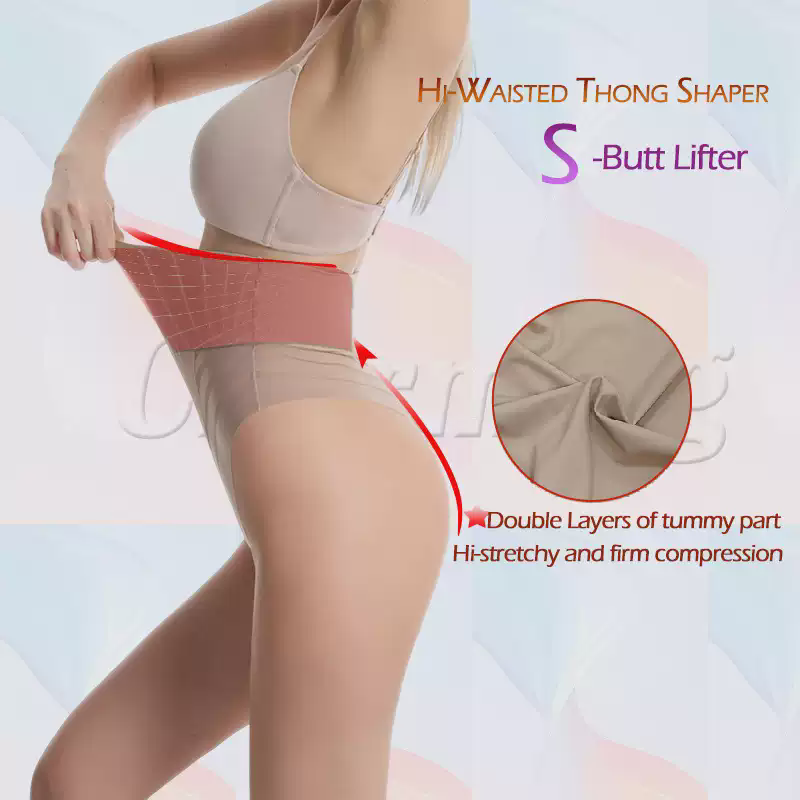 Hi-Waisted Thong Shaper
S -Butt Lifter
Double Layers of tummy part
Hi-stretchy and firm compression